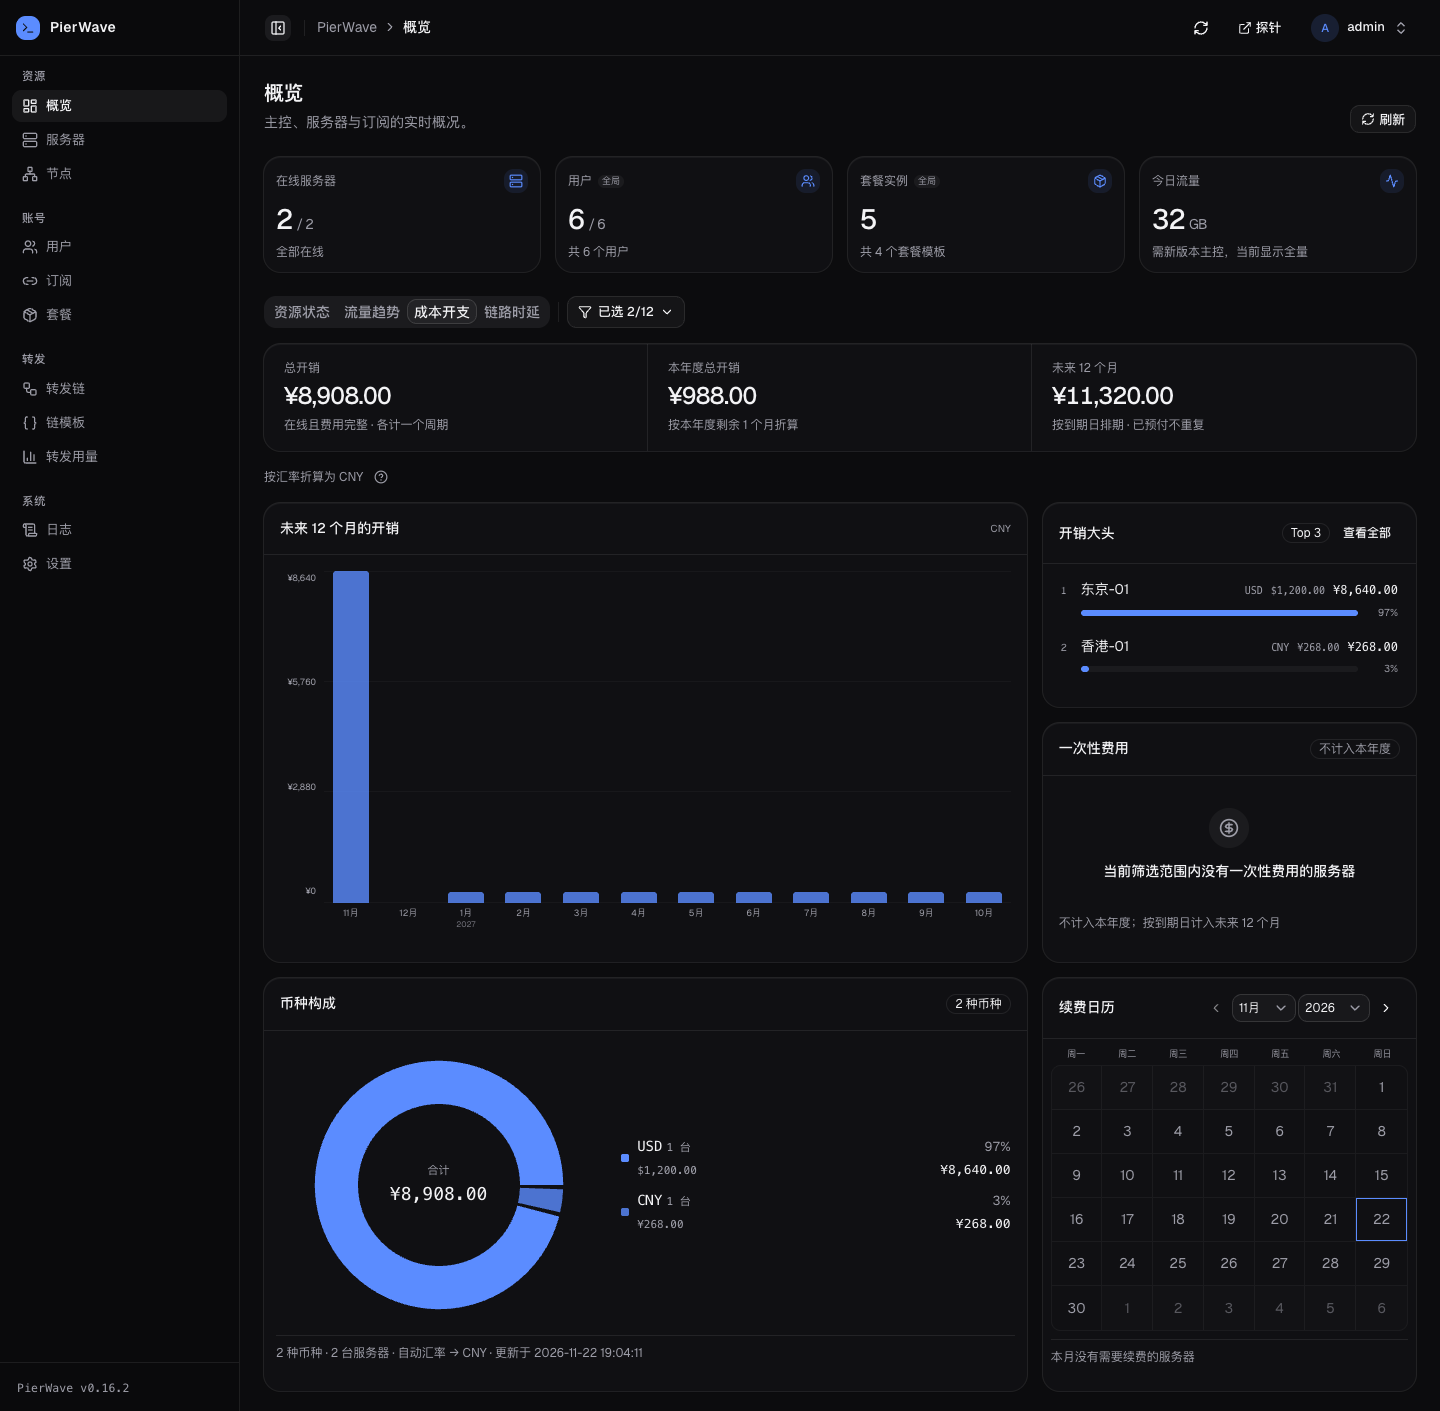 PierWave
PierWave > 概览
探针
A admin
资源
概览
服务器
节点
账号
用户
订阅
套餐
转发
转发链
链模板
转发用量
系统
日志
设置
PierWave v0.16.2
概览
主控、服务器与订阅的实时概况。
刷新
在线服务器
2 / 2
全部在线
用户 全局
6 / 6
共 6 个用户
套餐实例 全局
5
共 4 个套餐模板
今日流量
32 GB
需新版本主控，当前显示全量
资源状态 流量趋势 成本开支 链路时延 已选 2/12
总开销
¥8,908.00
在线且费用完整 · 各计一个周期
本年度总开销
¥988.00
按本年度剩余 1 个月折算
未来 12 个月
¥11,320.00
按到期日排期 · 已预付不重复
按汇率折算为 CNY
未来 12 个月的开销 CNY
¥8,640
¥5,760
¥2,880
¥0
11月 12月 1月 2月 3月 4月 5月 6月 7月 8月 9月 10月
2027
开销大头 Top 3 查看全部
1 东京-01 USD $1,200.00 ¥8,640.00
97%
2 香港-01 CNY ¥268.00 ¥268.00
3%
一次性费用 不计入本年度
当前筛选范围内没有一次性费用的服务器
不计入本年度；按到期日计入未来 12 个月
币种构成 2 种币种
合计
¥8,908.00
USD 1 台 97%
$1,200.00 ¥8,640.00
CNY 1 台 3%
¥268.00 ¥268.00
2 种币种 · 2 台服务器 · 自动汇率 → CNY · 更新于 2026-11-22 19:04:11
续费日历 11月 2026
周一 周二 周三 周四 周五 周六 周日
26 27 28 29 30 31 1
2 3 4 5 6 7 8
9 10 11 12 13 14 15
16 17 18 19 20 21 22
23 24 25 26 27 28 29
30 1 2 3 4 5 6
本月没有需要续费的服务器